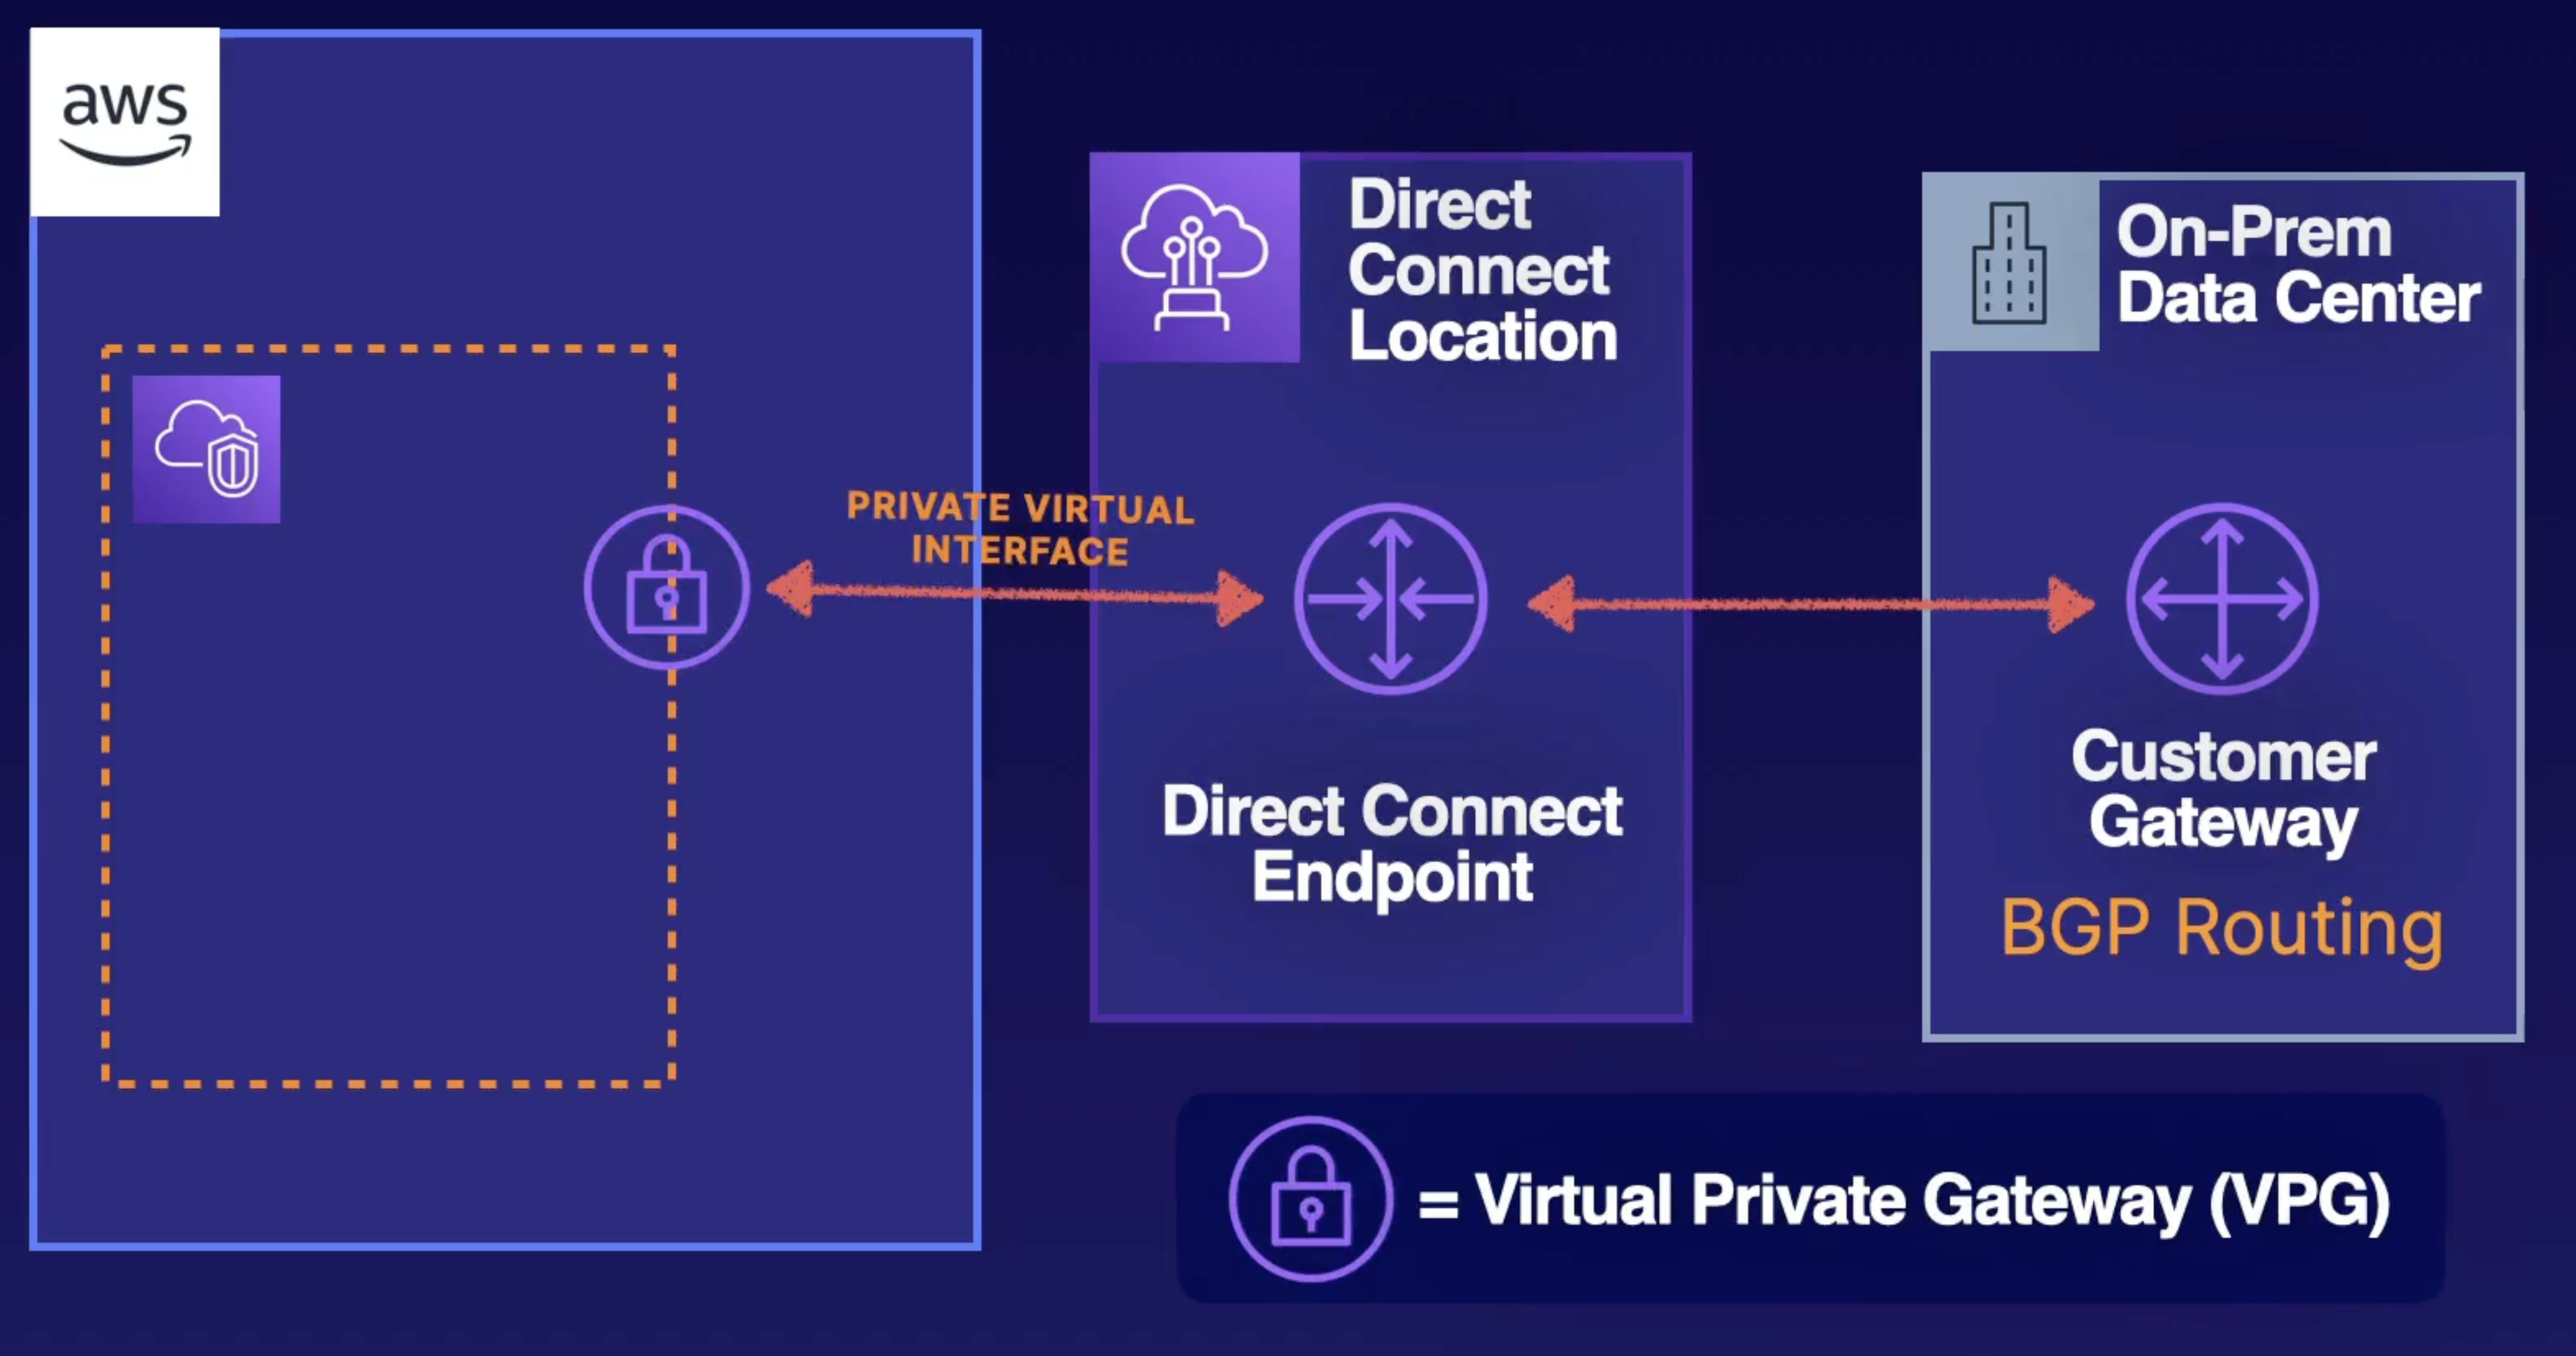 aws
Direct
Connect
Location
On-Prem
Data Center
PRIVATE VIRTUAL
INTERFACE
Direct Connect
Endpoint
Customer
Gateway
BGP Routing
= Virtual Private Gateway (VPG)